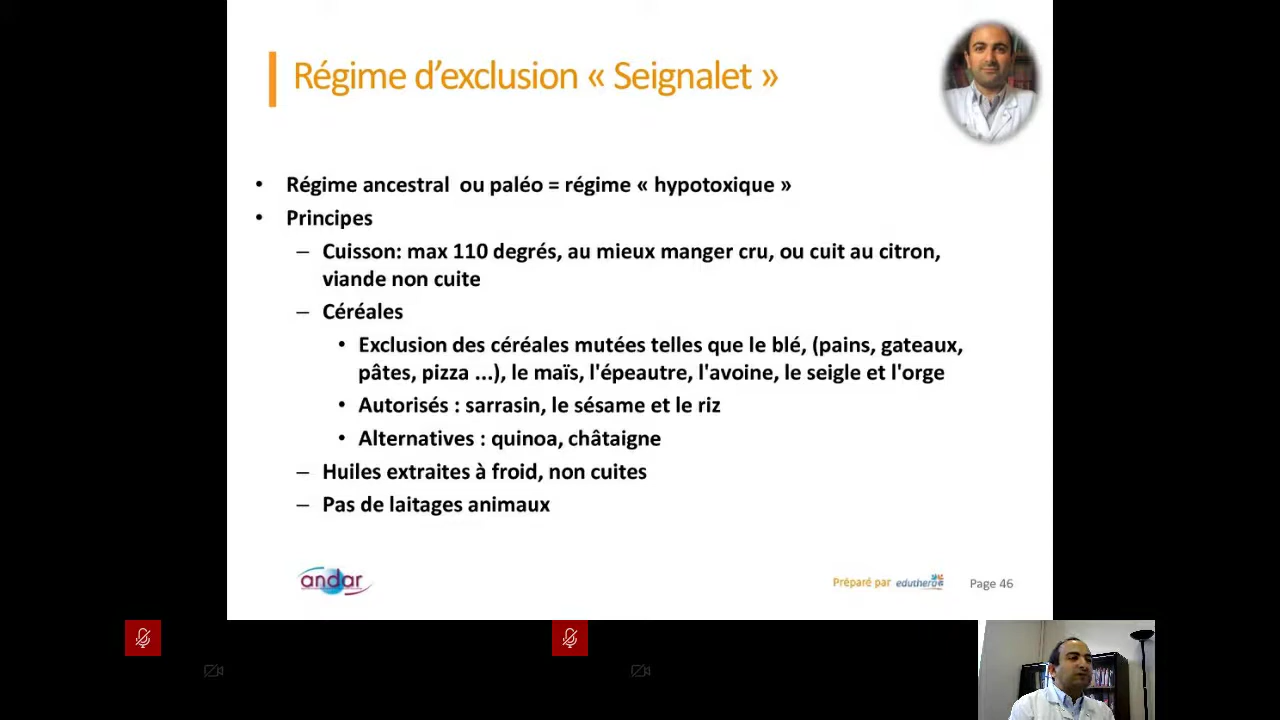 Régime d’exclusion « Seignalet »
• Régime ancestral ou paléo = régime « hypotoxique »
• Principes
– Cuisson: max 110 degrés, au mieux manger cru, ou cuit au citron,
viande non cuite
– Céréales
• Exclusion des céréales mutées telles que le blé, (pains, gateaux,
pâtes, pizza ...), le maïs, l'épeautre, l'avoine, le seigle et l'orge
• Autorisés : sarrasin, le sésame et le riz
• Alternatives : quinoa, châtaigne
– Huiles extraites à froid, non cuites
– Pas de laitages animaux
andar
Préparé par eduthera
Page 46